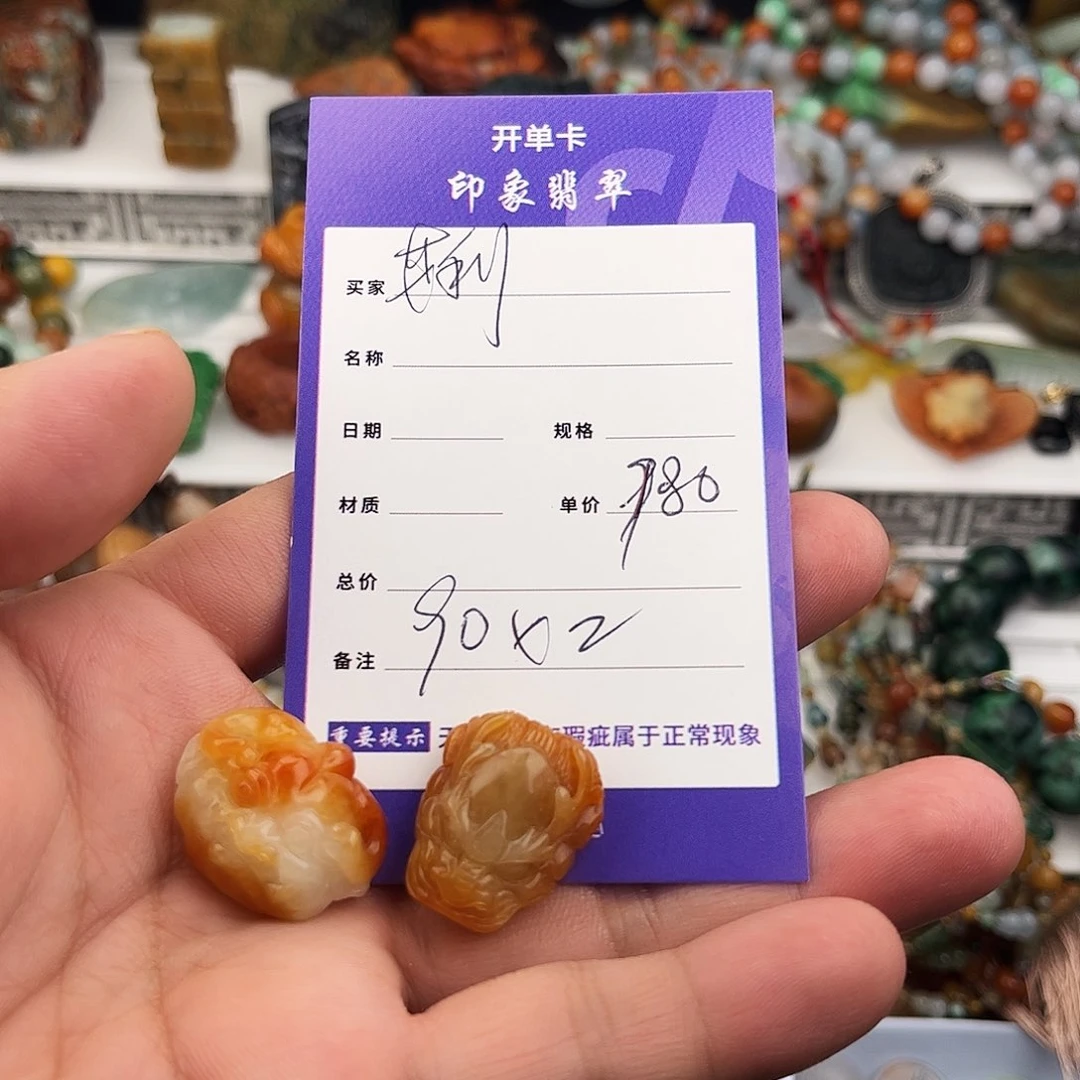 开单卡
印象翡翠
买家
名称
日期 规格
材质 单价 180
总价
备注 90x2
重要提示 瑕疵属于正常现象